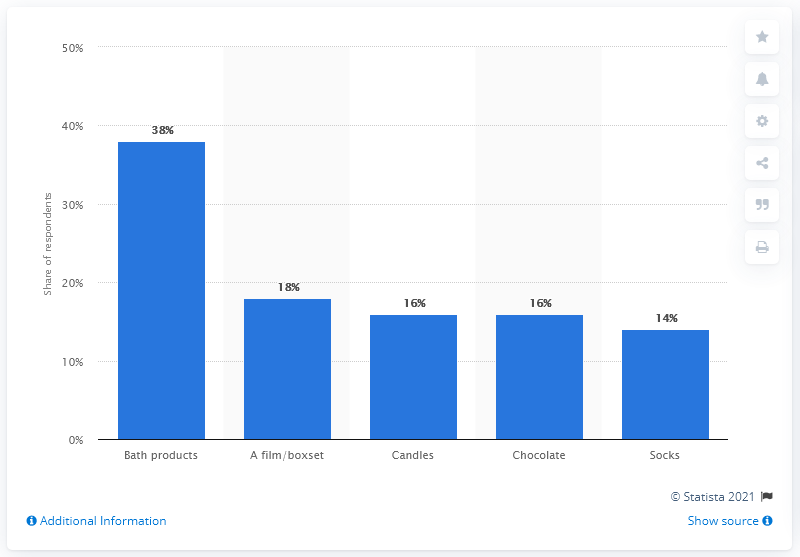 50%
40%
30%
20%
10%
0%
Share of respondents
38%
18%
16%
16%
14%
Bath products
A film/boxset
Candles
Chocolate
Socks
© Statista 2021
Additional Information
Show source